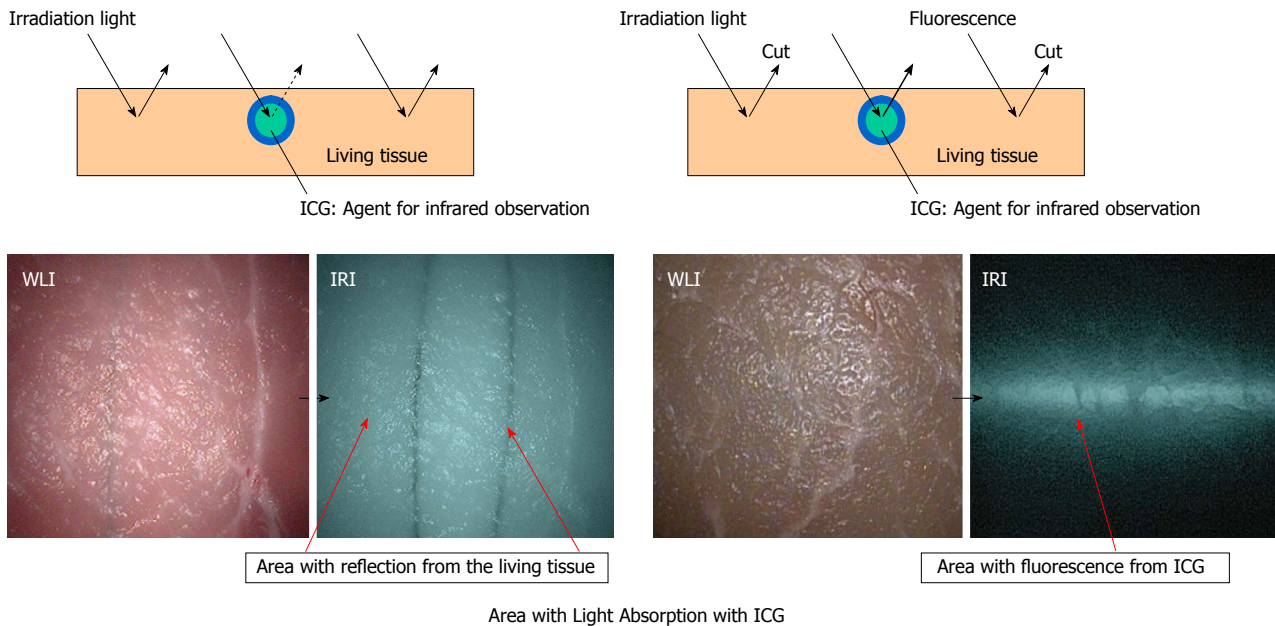 Irradiation light
Living tissue
ICG: Agent for infrared observation
Irradiation light
Fluorescence
Cut
Cut
Living tissue
ICG: Agent for infrared observation
WLI
IRI
WLI
IRI
Area with reflection from the living tissue
Area with fluorescence from ICG
Area with Light Absorption with ICG